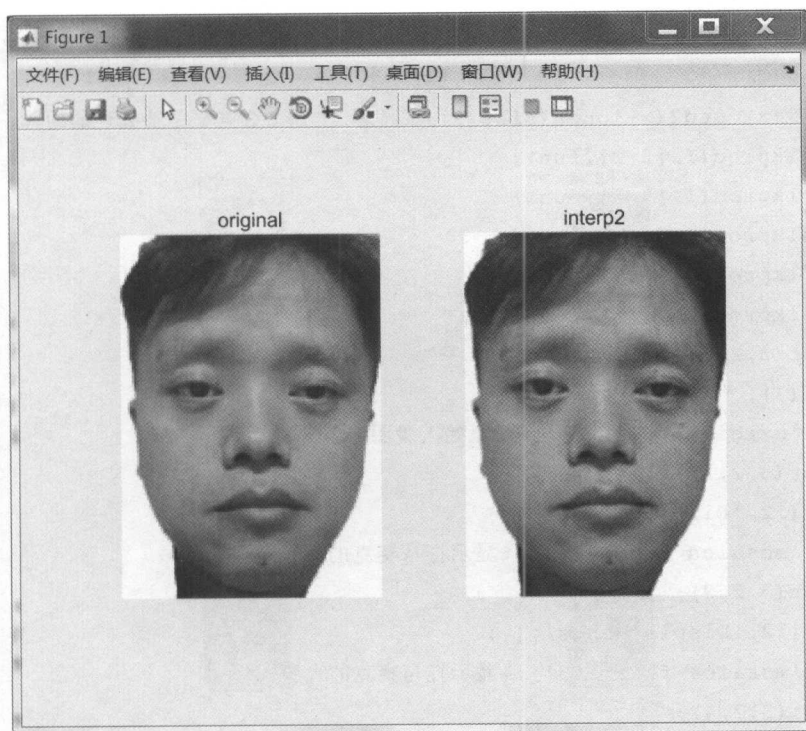 Figure 1
文件(F) 编辑(E) 查看(V) 插入(I) 工具(T) 桌面(D) 窗口(W) 帮助(H)
original
interp2